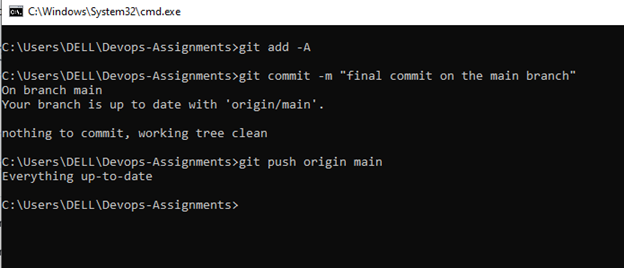 C:\Windows\System32\cmd.exe
C:\Users\DELL\Devops-Assignments>git add -A
C:\Users\DELL\Devops-Assignments>git commit -m "final commit on the main branch"
On branch main
Your branch is up to date with 'origin/main'.
nothing to commit, working tree clean
C:\Users\DELL\Devops-Assignments>git push origin main
Everything up-to-date
C:\Users\DELL\Devops-Assignments>